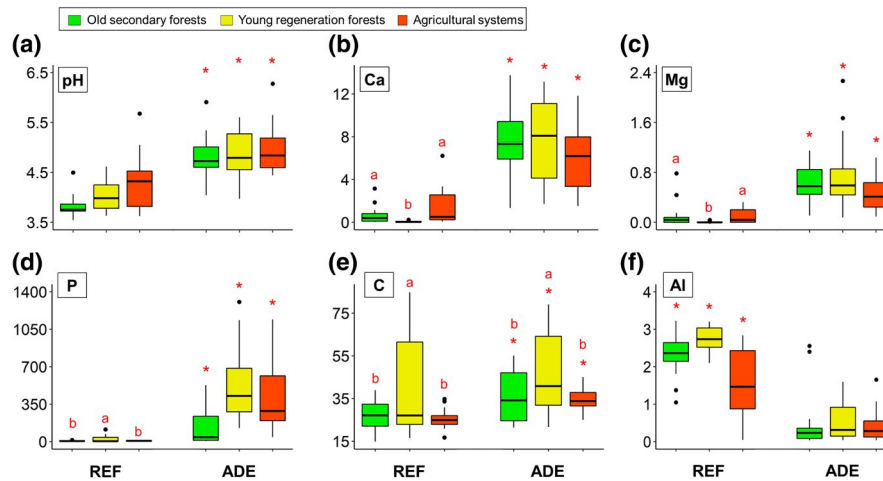 Old secondary forests Young regeneration forests Agricultural systems
(a) pH
6.5
5.5
4.5
3.5
* * *
(b) Ca
12
8
4
0
a b a
* * *
(c) Mg
2.4
1.6
0.8
0.0
a b a
* * *
(d) P
1400
1050
700
350
0
b a b
* * *
REF ADE
(e) C
75
55
35
15
b a b
b a b
* * *
REF ADE
(f) Al
4
3
2
1
0
* * *
REF ADE